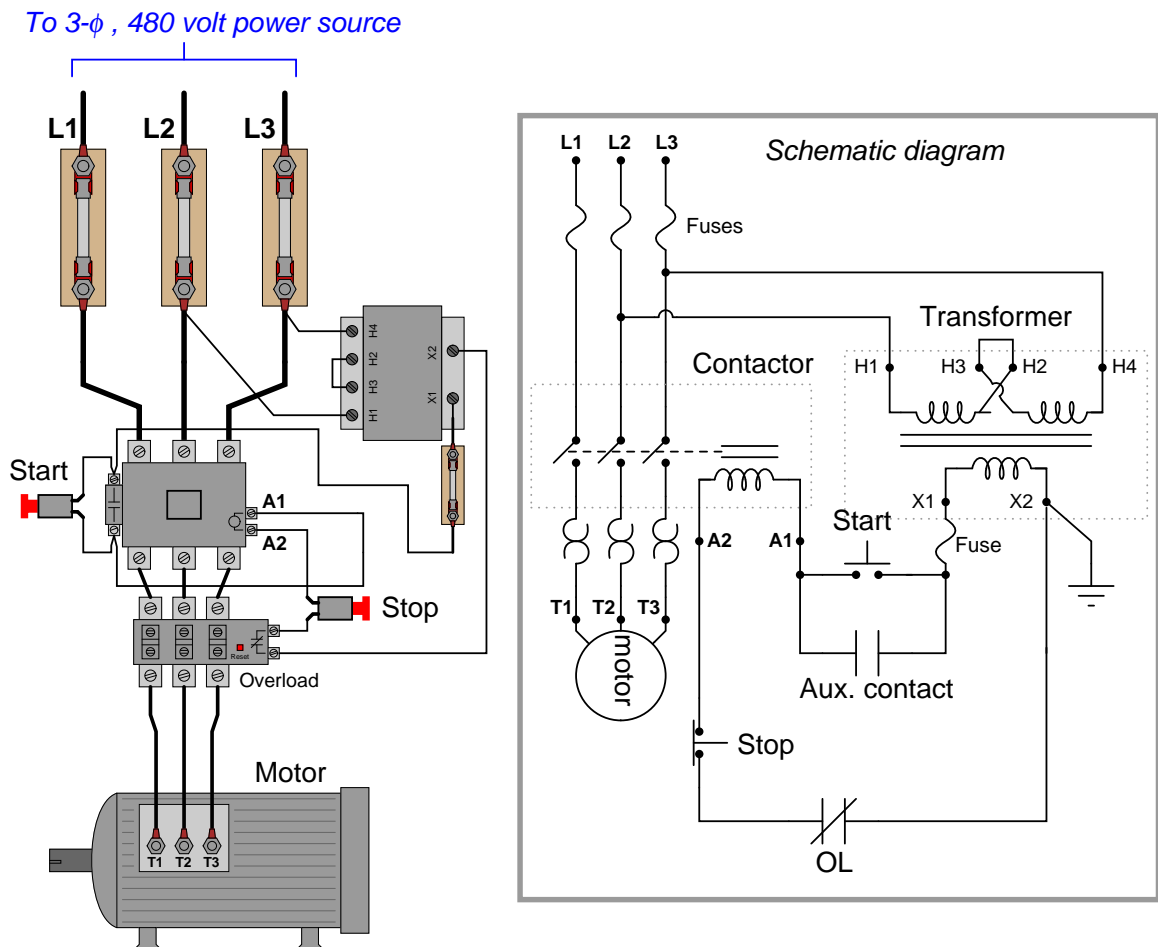 To 3-ϕ , 480 volt power source
L1 L2 L3
H4
H2
H3
H1
X2
X1
Start
A1
A2
Stop
Reset
Overload
Motor
T1 T2 T3
Schematic diagram
L1 L2 L3
Fuses
Transformer
Contactor
H1 H3 H2 H4
X1 X2
Start
Fuse
A2 A1
T1 T2 T3
motor
Aux. contact
Stop
OL